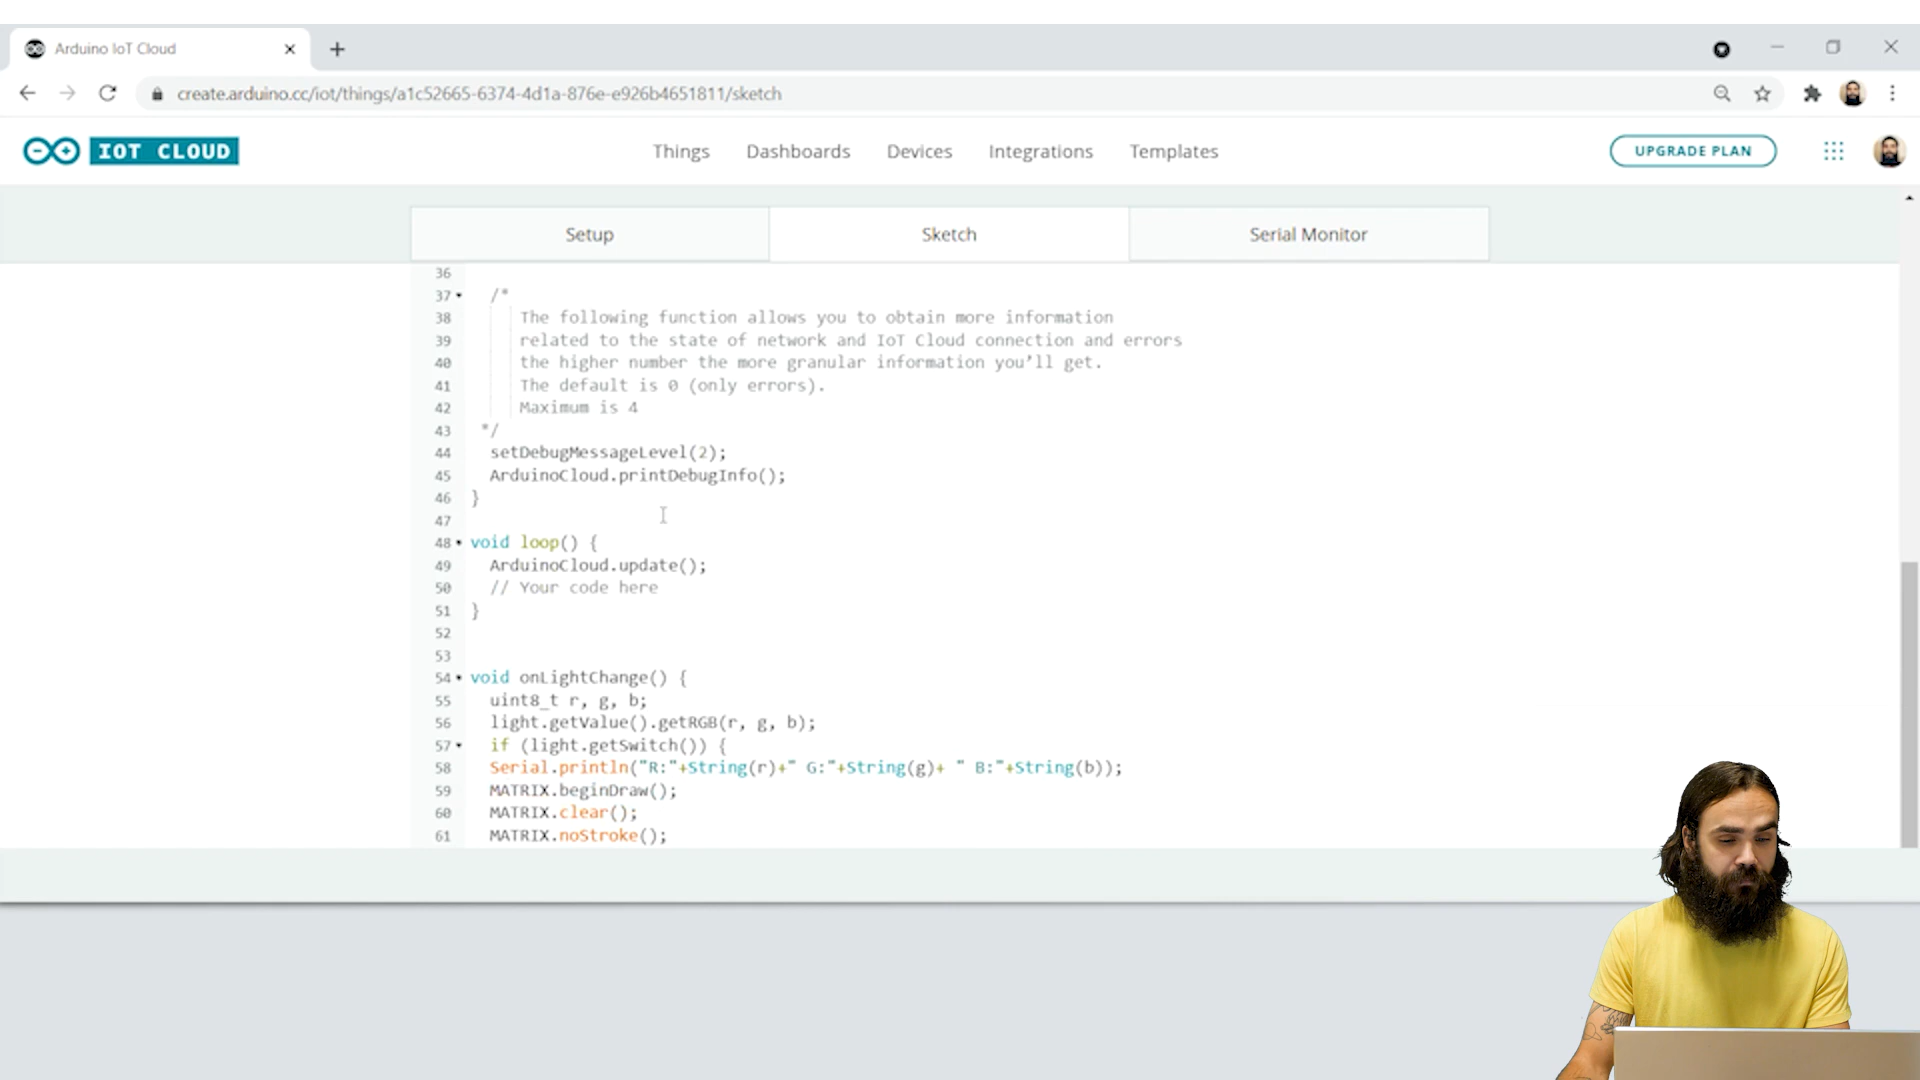 Arduino IoT Cloud
create.arduino.cc/iot/things/a1c52665-6374-4d1a-876e-e926b4651811/sketch
IOT CLOUD
Things
Dashboards
Devices
Integrations
Templates
UPGRADE PLAN
Setup
Sketch
Serial Monitor
36
37 /*
38 The following function allows you to obtain more information
39 related to the state of network and IoT Cloud connection and errors
40 the higher number the more granular information you’ll get.
41 The default is 0 (only errors).
42 Maximum is 4
43 */
44 setDebugMessageLevel(2);
45 ArduinoCloud.printDebugInfo();
46 }
47
48 void loop() {
49 ArduinoCloud.update();
50 // Your code here
51 }
52
53
54 void onLightChange() {
55 uint8_t r, g, b;
56 light.getValue().getRGB(r, g, b);
57 if (light.getSwitch()) {
58 Serial.println("R:"+String(r)+" G:"+String(g)+ " B:"+String(b));
59 MATRIX.beginDraw();
60 MATRIX.clear();
61 MATRIX.noStroke();